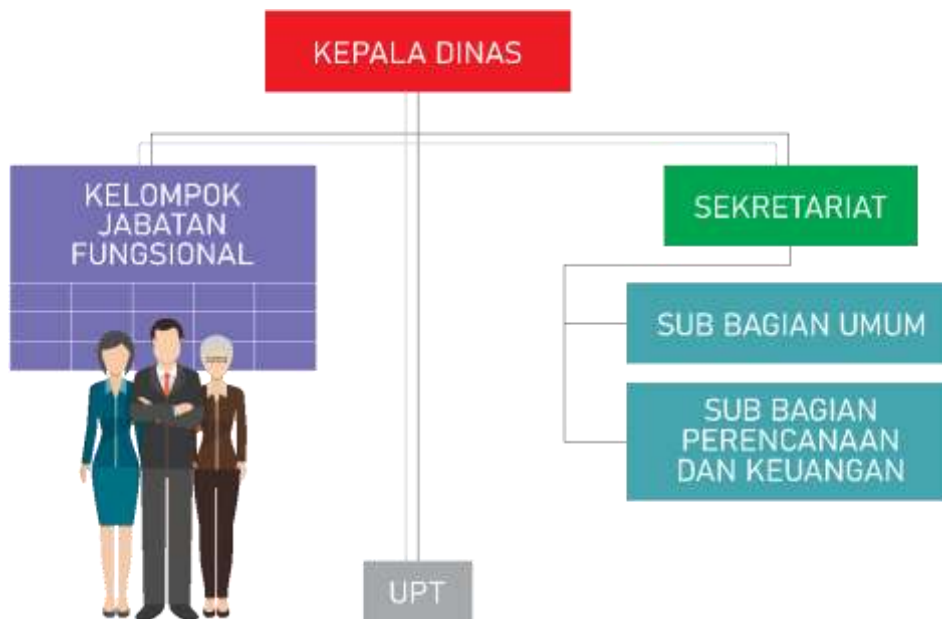 KEPALA DINAS
KELOMPOK
JABATAN
FUNGSIONAL
SEKRETARIAT
SUB BAGIAN UMUM
SUB BAGIAN
PERENCANAAN
DAN KEUANGAN
UPT